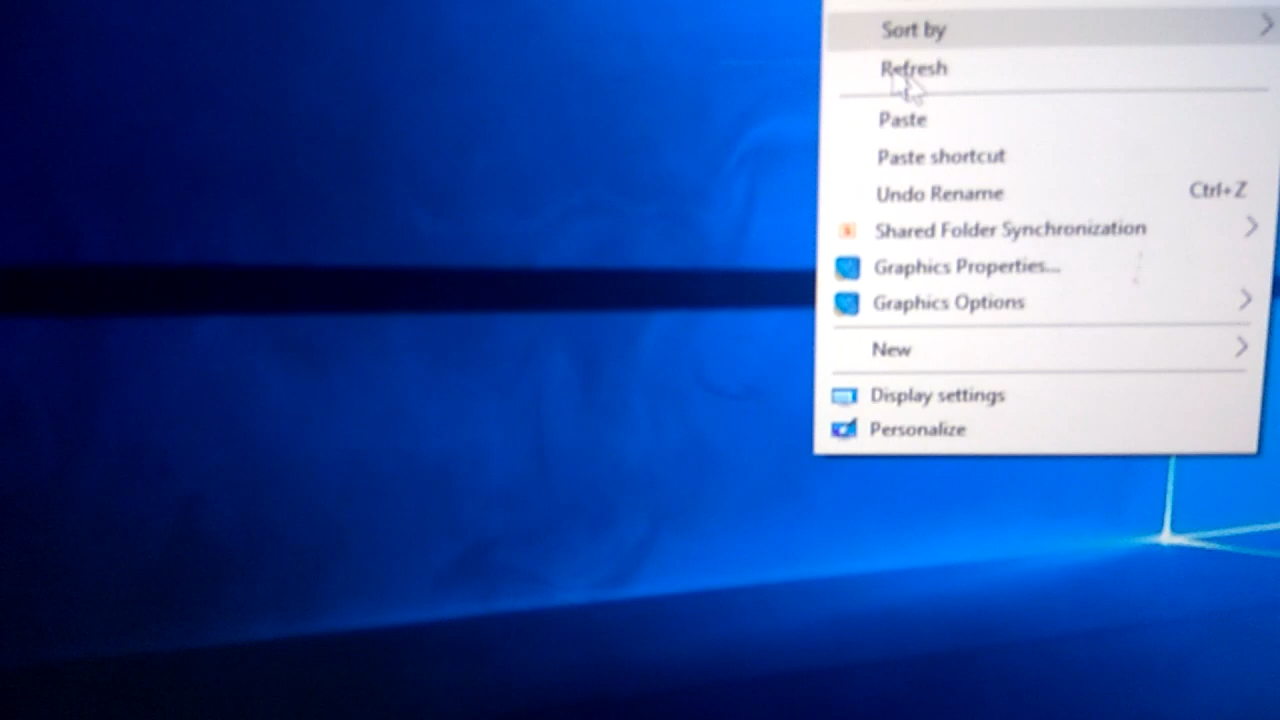 Sort by
Refresh
Paste
Paste shortcut
Undo Rename Ctrl+Z
Shared Folder Synchronization
Graphics Properties...
Graphics Options
New
Display settings
Personalize